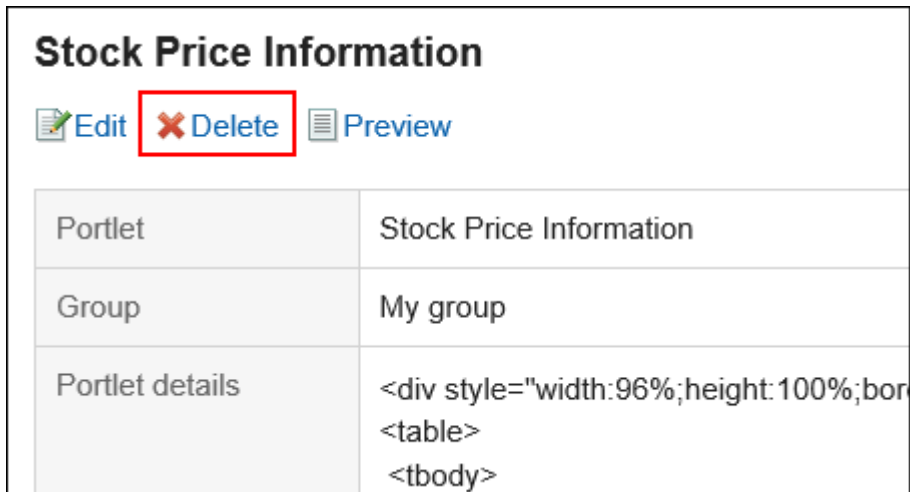 Stock Price Information
Edit Delete Preview
Portlet Stock Price Information
Group My group
Portlet details <div style="width:96%;height:100%;
<table>
<tbody>